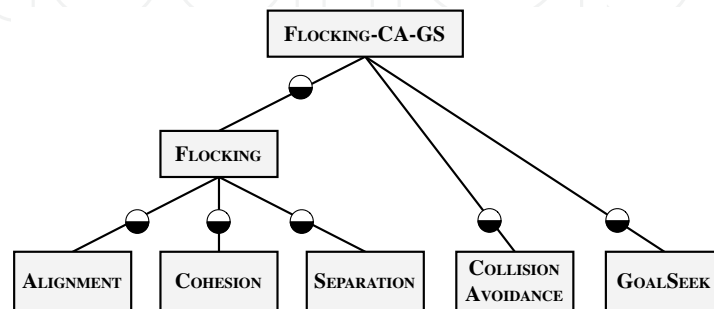 FLOCKING-CA-GS
FLOCKING
ALIGNMENT
COHESION
SEPARATION
COLLISION
AVOIDANCE
GOALSEEK